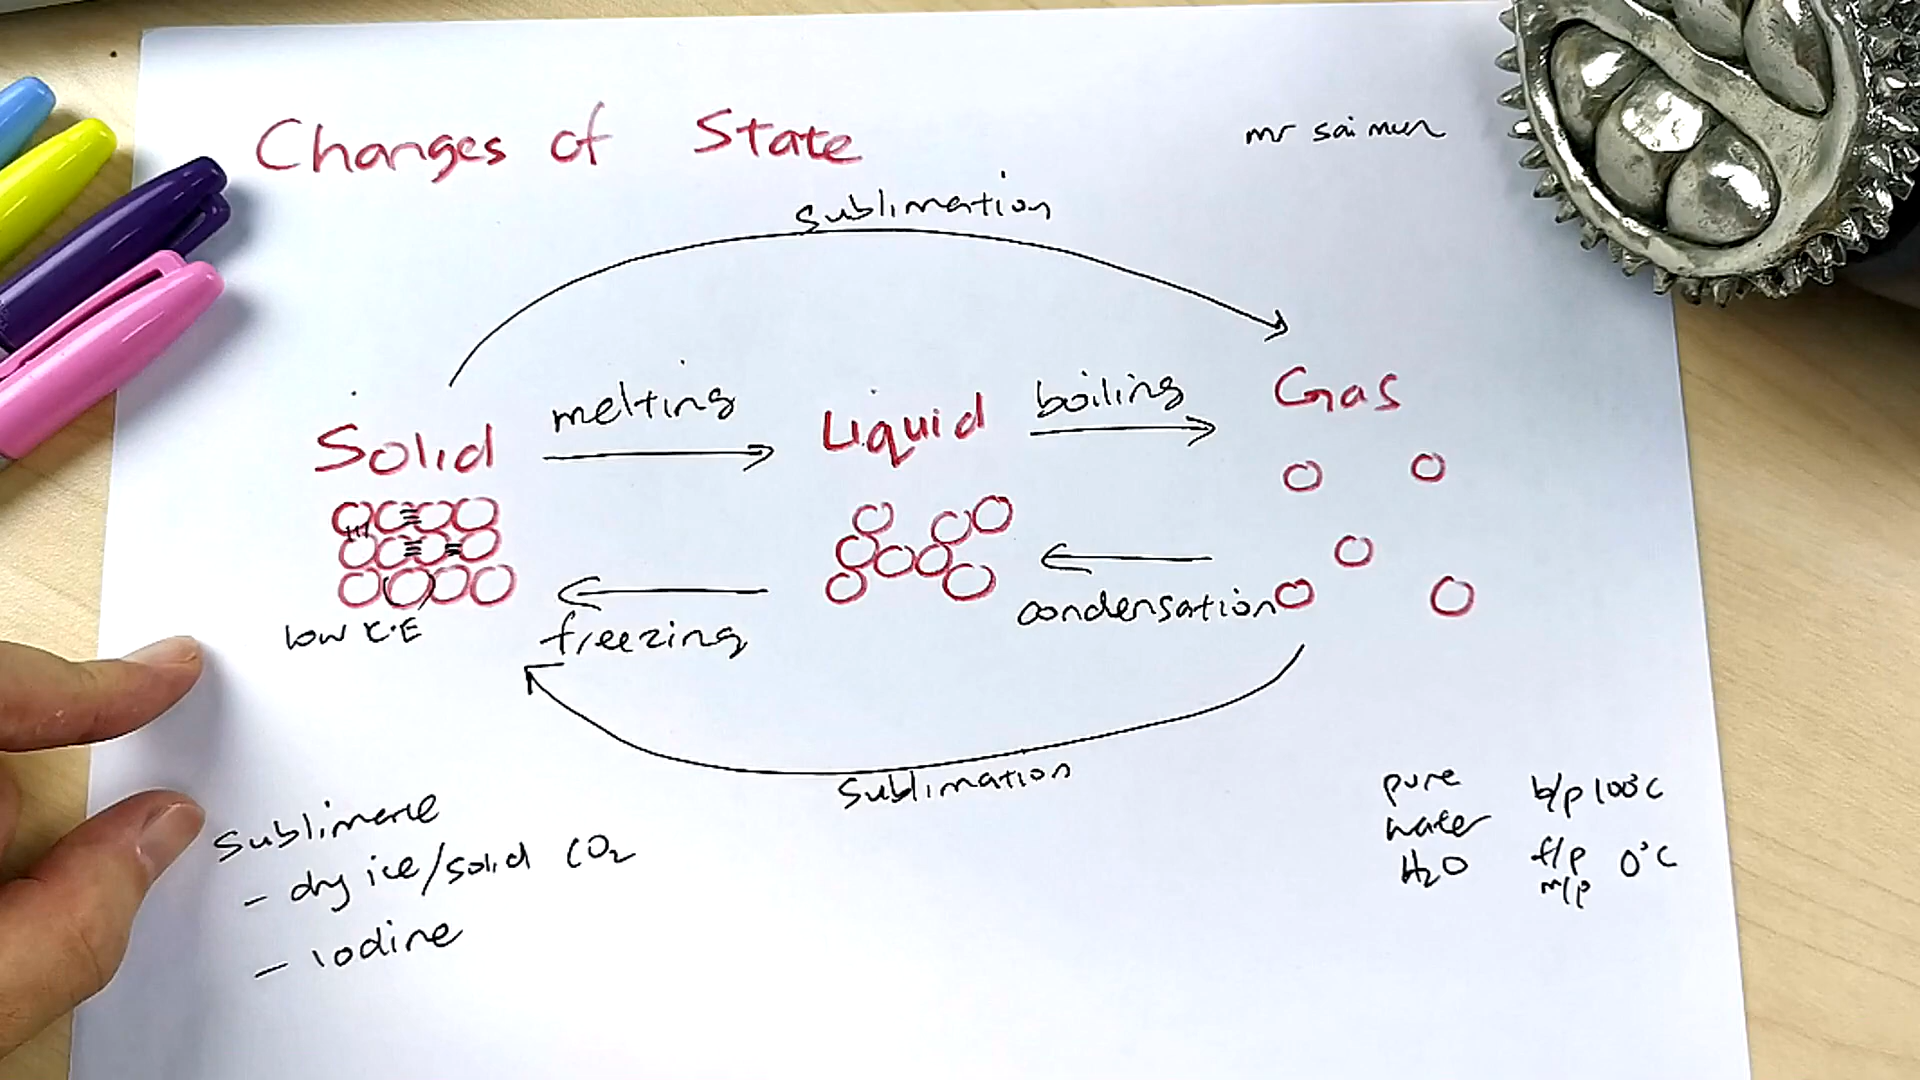 Changes of State
mr sai mun
sublimation
Solid
melting
Liquid
boiling
Gas
low K.E
freezing
condensation
Sublimation
Sublime
- dry ice/solid CO2
- iodine
pure b/p 100°C
water
H2O f/p 0°C
m/p